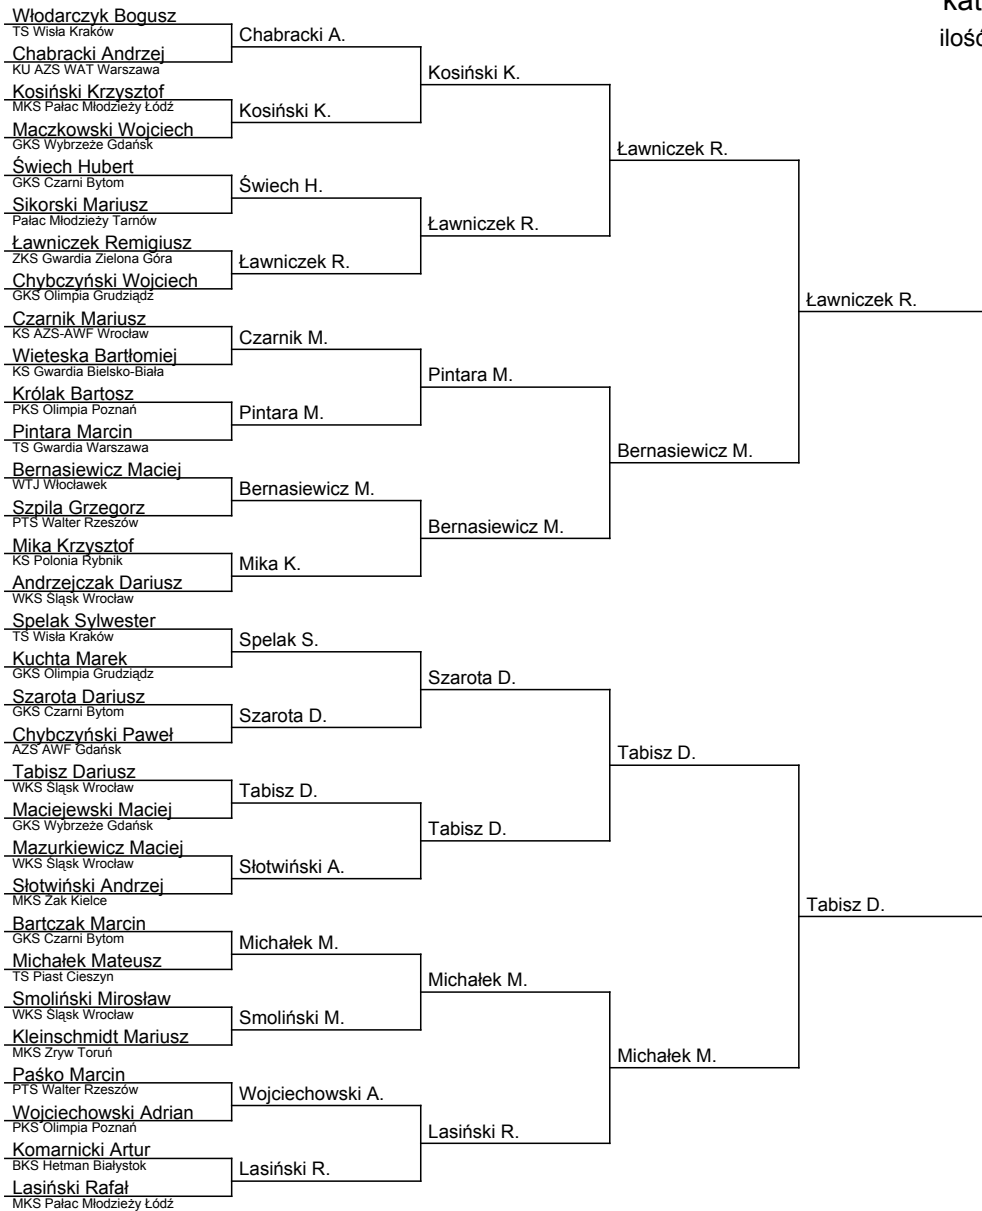 Włodarczyk Bogusz
TS Wisła Kraków
Chabracki Andrzej
KU AZS WAT Warszawa
Kosiński Krzysztof
MKS Pałac Młodzieży Łódź
Maczkowski Wojciech
GKS Wybrzeże Gdańsk
Świech Hubert
GKS Czarni Bytom
Sikorski Mariusz
Pałac Młodzieży Tarnów
Ławniczek Remigiusz
ZKS Gwardia Zielona Góra
Chybczyński Wojciech
GKS Olimpia Grudziądz
Czarnik Mariusz
KS AZS-AWF Wrocław
Wieteska Bartłomiej
KS Gwardia Bielsko-Biała
Królak Bartosz
PKS Olimpia Poznań
Pintara Marcin
TS Gwardia Warszawa
Bernasiewicz Maciej
WTJ Włocławek
Szpila Grzegorz
PTS Walter Rzeszów
Mika Krzysztof
KS Polonia Rybnik
Andrzejczak Dariusz
WKS Śląsk Wrocław
Spelak Sylwester
TS Wisła Kraków
Kuchta Marek
GKS Olimpia Grudziądz
Szarota Dariusz
GKS Czarni Bytom
Chybczyński Paweł
AZS AWF Gdańsk
Tabisz Dariusz
WKS Śląsk Wrocław
Maciejewski Maciej
GKS Wybrzeże Gdańsk
Mazurkiewicz Maciej
WKS Śląsk Wrocław
Słotwiński Andrzej
MKS Żak Kielce
Bartczak Marcin
GKS Czarni Bytom
Michałek Mateusz
TS Piast Cieszyn
Smoliński Mirosław
WKS Śląsk Wrocław
Kleinschmidt Mariusz
MKS Zryw Toruń
Paśko Marcin
PTS Walter Rzeszów
Wojciechowski Adrian
PKS Olimpia Poznań
Komarnicki Artur
BKS Hetman Białystok
Lasiński Rafał
MKS Pałac Młodzieży Łódź
Chabracki A.
Kosiński K.
Świech H.
Ławniczek R.
Czarnik M.
Pintara M.
Bernasiewicz M.
Mika K.
Spelak S.
Szarota D.
Tabisz D.
Słotwiński A.
Michałek M.
Smoliński M.
Wojciechowski A.
Lasiński R.
Kosiński K.
Ławniczek R.
Pintara M.
Bernasiewicz M.
Szarota D.
Tabisz D.
Michałek M.
Lasiński R.
Ławniczek R.
Bernasiewicz M.
Tabisz D.
Michałek M.
Ławniczek R.
Tabisz D.
kat
ilość